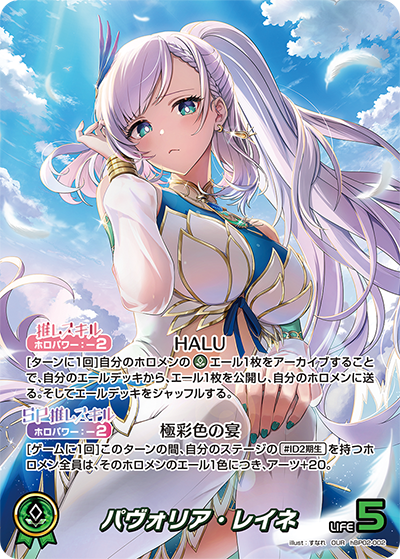 推しスキル
ホロパワー：－2
HALU
[ターンに1回]自分のホロメンの エール1枚をアーカイブすること
で、自分のエールデッキから、エール1枚を公開し、自分のホロメンに送
る。そしてエールデッキをシャッフルする。
SP推しスキル
ホロパワー：－2
極彩色の宴
[ゲームに1回]このターンの間、自分のステージの #ID2期生 を持つホ
ロメン全員は、そのホロメンのエール1色につき、アーツ+20。
パヴォリア・レイネ
LIFE 5
illust：すなれ OUR hBP02-002